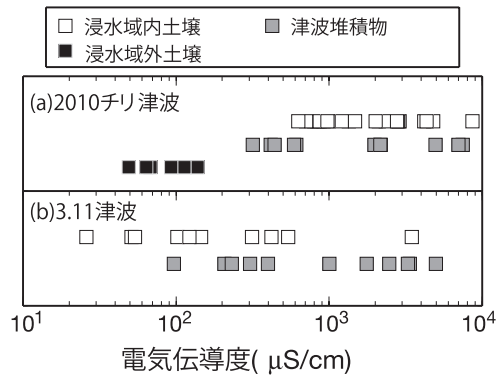 浸水域内土壌 津波堆積物
浸水域外土壌
(a)2010チリ津波
(b)3.11津波
10¹ 10² 10³ 10⁴
電気伝導度( μS/cm)